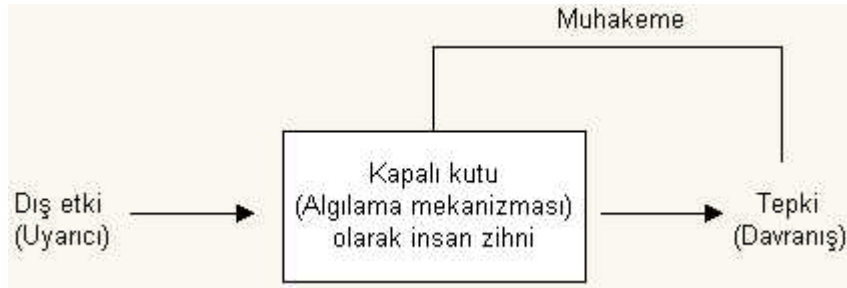 Muhakeme
Kapalı kutu
(Algılama mekanizması)
olarak insan zihni
Dış etki
(Uyarıcı)
Tepki
(Davranış)